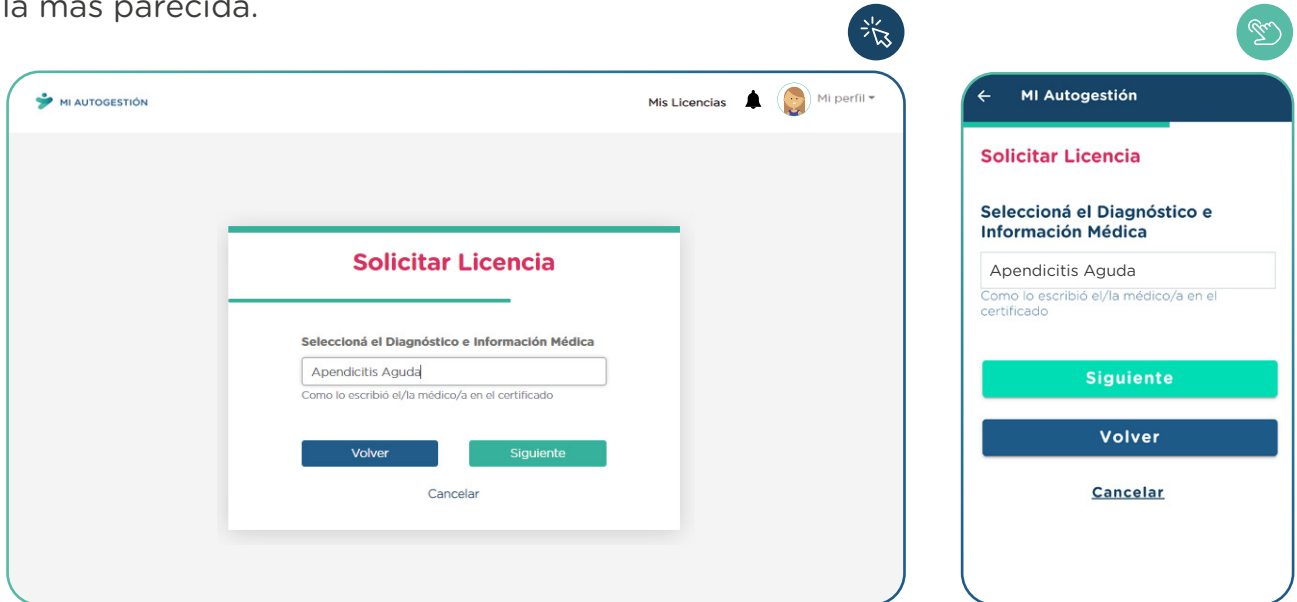 la más parecida.
MI AUTOGESTIÓN
Mis Licencias
Mi perfil
Solicitar Licencia
Seleccioná el Diagnóstico e Información Médica
Apendicitis Aguda
Como lo escribió el/la médico/a en el certificado
Volver
Siguiente
Cancelar
MI Autogestión
Solicitar Licencia
Seleccioná el Diagnóstico e
Información Médica
Apendicitis Aguda
Como lo escribió el/la médico/a en el
certificado
Siguiente
Volver
Cancelar